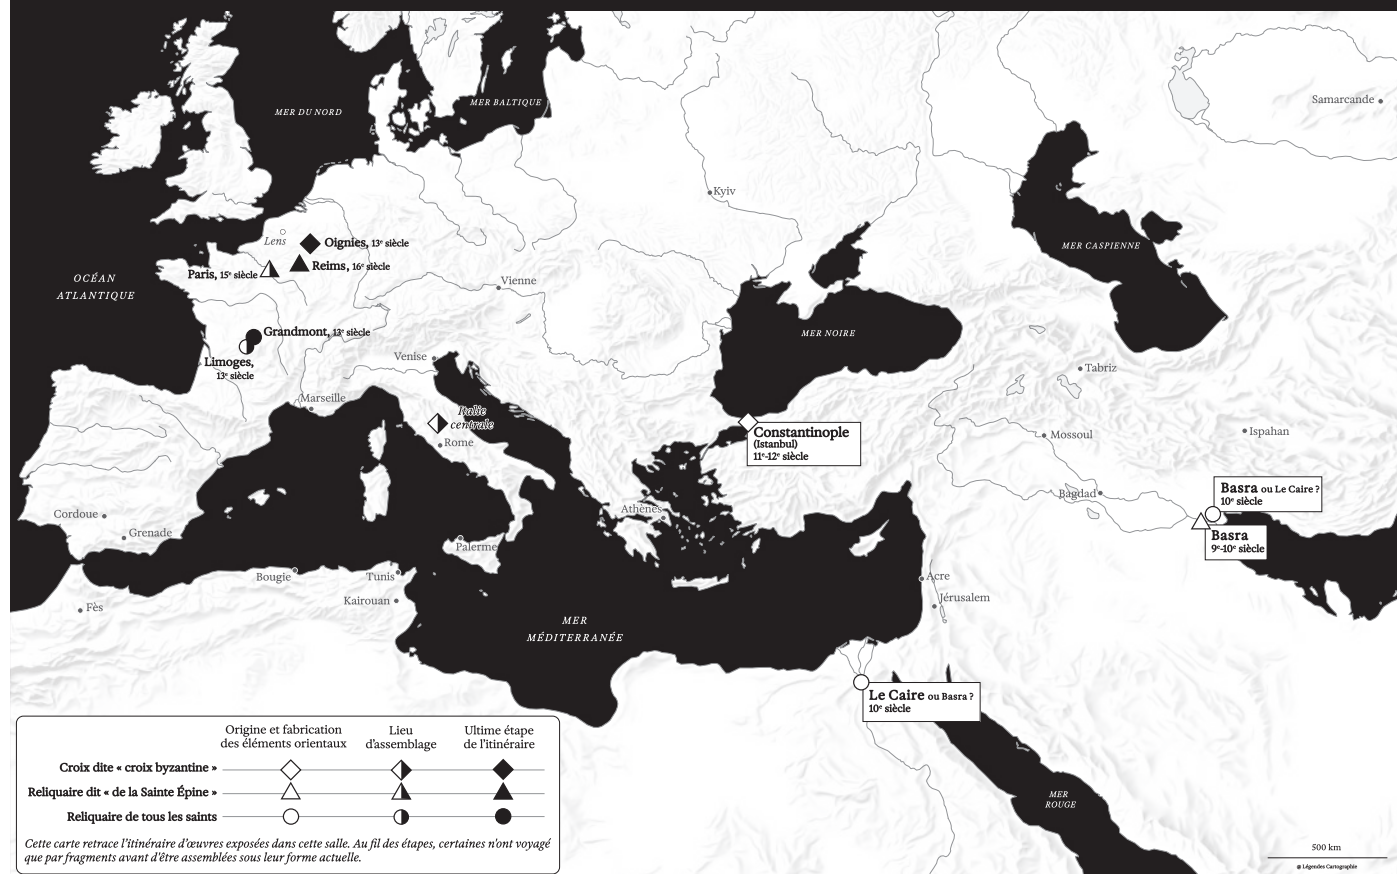 MER DU NORD
MER BALTIQUE
Samarcande
Kyiv
Lens
Oignies, 13e siècle
Reims, 16e siècle
Paris, 15e siècle
OCÉAN
ATLANTIQUE
MER CASPIENNE
Vienne
MER NOIRE
Grandmont, 13e siècle
Limoges,
13e siècle
Venise
Tabriz
Marseille
Italie
centrale
Rome
Constantinople
(Istanbul)
11e-12e siècle
Mossoul
Ispahan
Bagdad
Basra ou Le Caire ?
10e siècle
Basra
9e-10e siècle
Cordoue
Grenade
Athènes
Palerme
Bougie
Tunis
Kairouan
Fès
Acre
Jérusalem
MER
MÉDITERRANÉE
Le Caire ou Basra ?
10e siècle
MER
ROUGE
Origine et fabrication
des éléments orientaux
Lieu
d'assemblage
Ultime étape
de l'itinéraire
Croix dite « croix byzantine »
Reliquaire dit « de la Sainte Épine »
Reliquaire de tous les saints
Cette carte retrace l'itinéraire d'œuvres exposées dans cette salle. Au fil des étapes, certaines n'ont voyagé
que par fragments avant d'être assemblées sous leur forme actuelle.
500 km
Légendes Cartographie